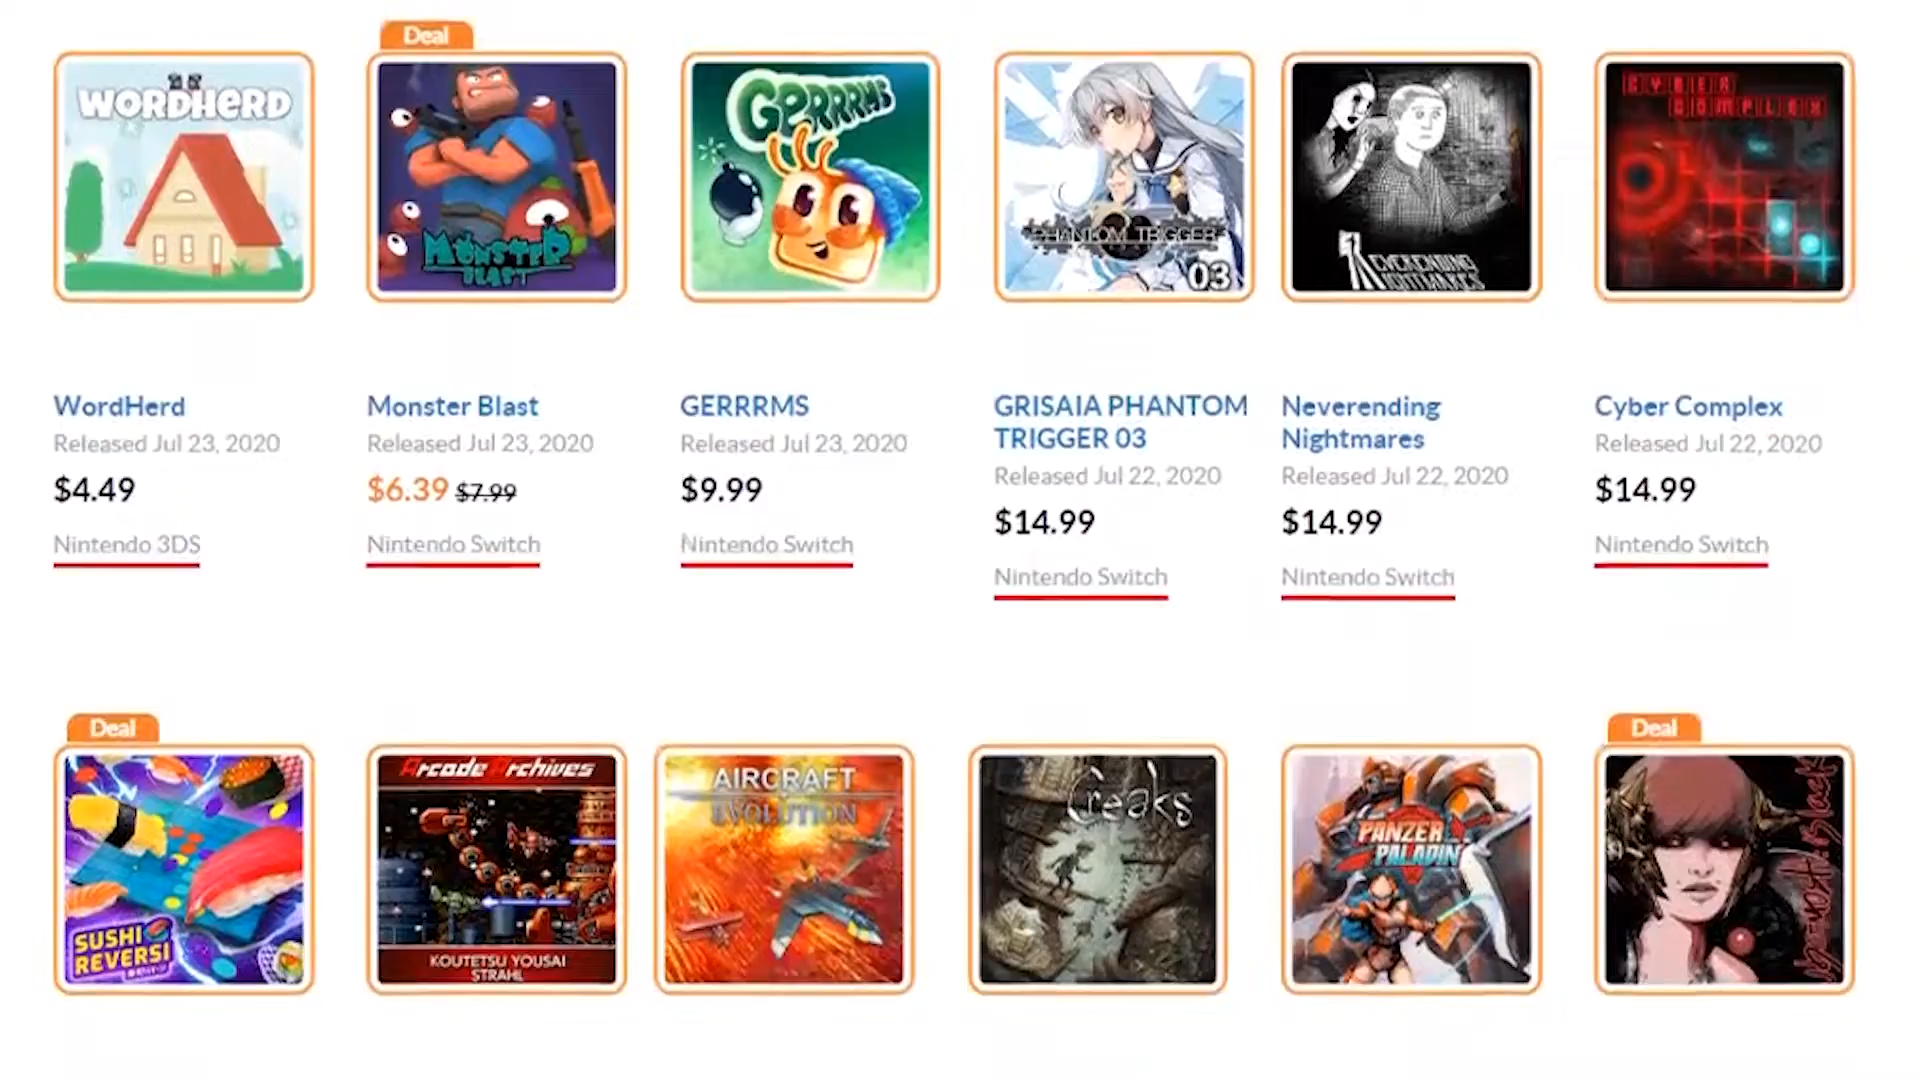 Deal
WORDHERD
MONSTER
BLAST
GERRRMS
PHANTOM TRIGGER
03
NEVERENDING
NIGHTMARES
CYBER
COMPLEX
WordHerd
Released Jul 23, 2020
$4.49
Nintendo 3DS
Monster Blast
Released Jul 23, 2020
$6.39 $7.99
Nintendo Switch
GERRRMS
Released Jul 23, 2020
$9.99
Nintendo Switch
GRISAIA PHANTOM
TRIGGER 03
Released Jul 22, 2020
$14.99
Nintendo Switch
Neverending
Nightmares
Released Jul 22, 2020
$14.99
Nintendo Switch
Cyber Complex
Released Jul 22, 2020
$14.99
Nintendo Switch
Deal
SUSHI
REVERSI
Arcade Archives
KOUTETSU YOUSAI
STRAHL
AIRCRAFT
EVOLUTION
Creaks
PANZER
PALADIN
Deal